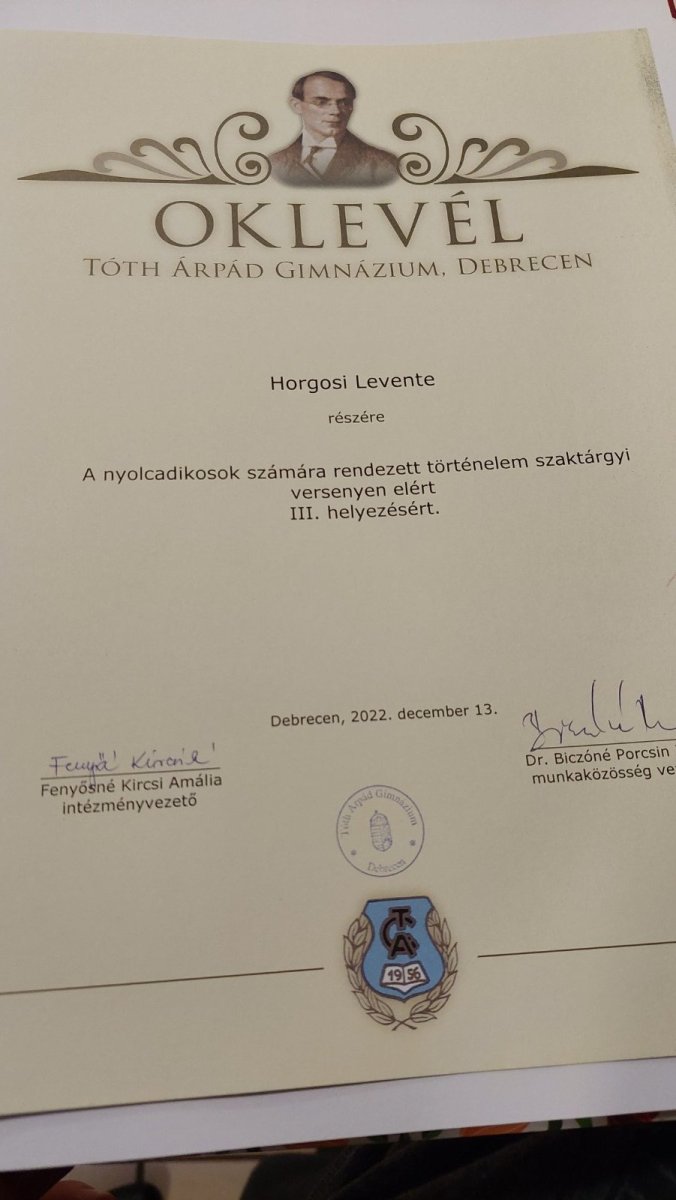 OKLEVÉL
TÓTH ÁRPÁD GIMNÁZIUM, DEBRECEN
Horgosi Levente
részére
A nyolcadikosok számára rendezett történelem szaktárgyi
versenyen elért
III. helyezésért.
Debrecen, 2022. december 13.
Fenyősné Kircsi Amália
intézményvezető
Dr. Biczóné Porcsin
munkaközösség ve
Tóth Árpád Gimnázium
Debrecen
TÁG
1956